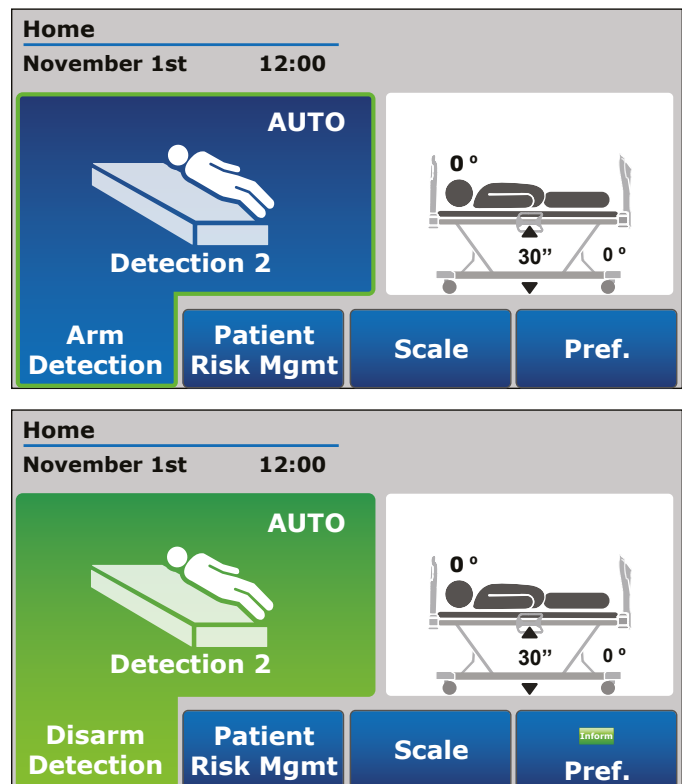 Home
November 1st 12:00
AUTO
Detection 2
0 º
30”
0 º
Arm
Detection
Patient
Risk Mgmt
Scale
Pref.
Home
November 1st 12:00
AUTO
Detection 2
0 º
30”
0 º
Disarm
Detection
Patient
Risk Mgmt
Scale
Inform
Pref.